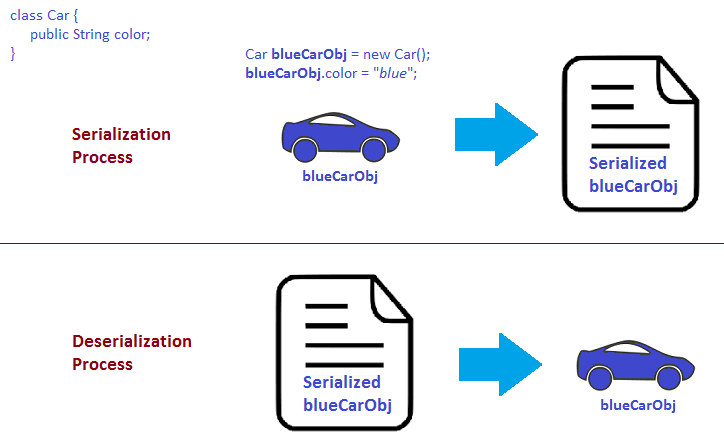 class Car {
public String color;
}
Car blueCarObj = new Car();
blueCarObj.color = "blue";
Serialization
Process
blueCarObj
Serialized
blueCarObj
Deserialization
Process
Serialized
blueCarObj
blueCarObj